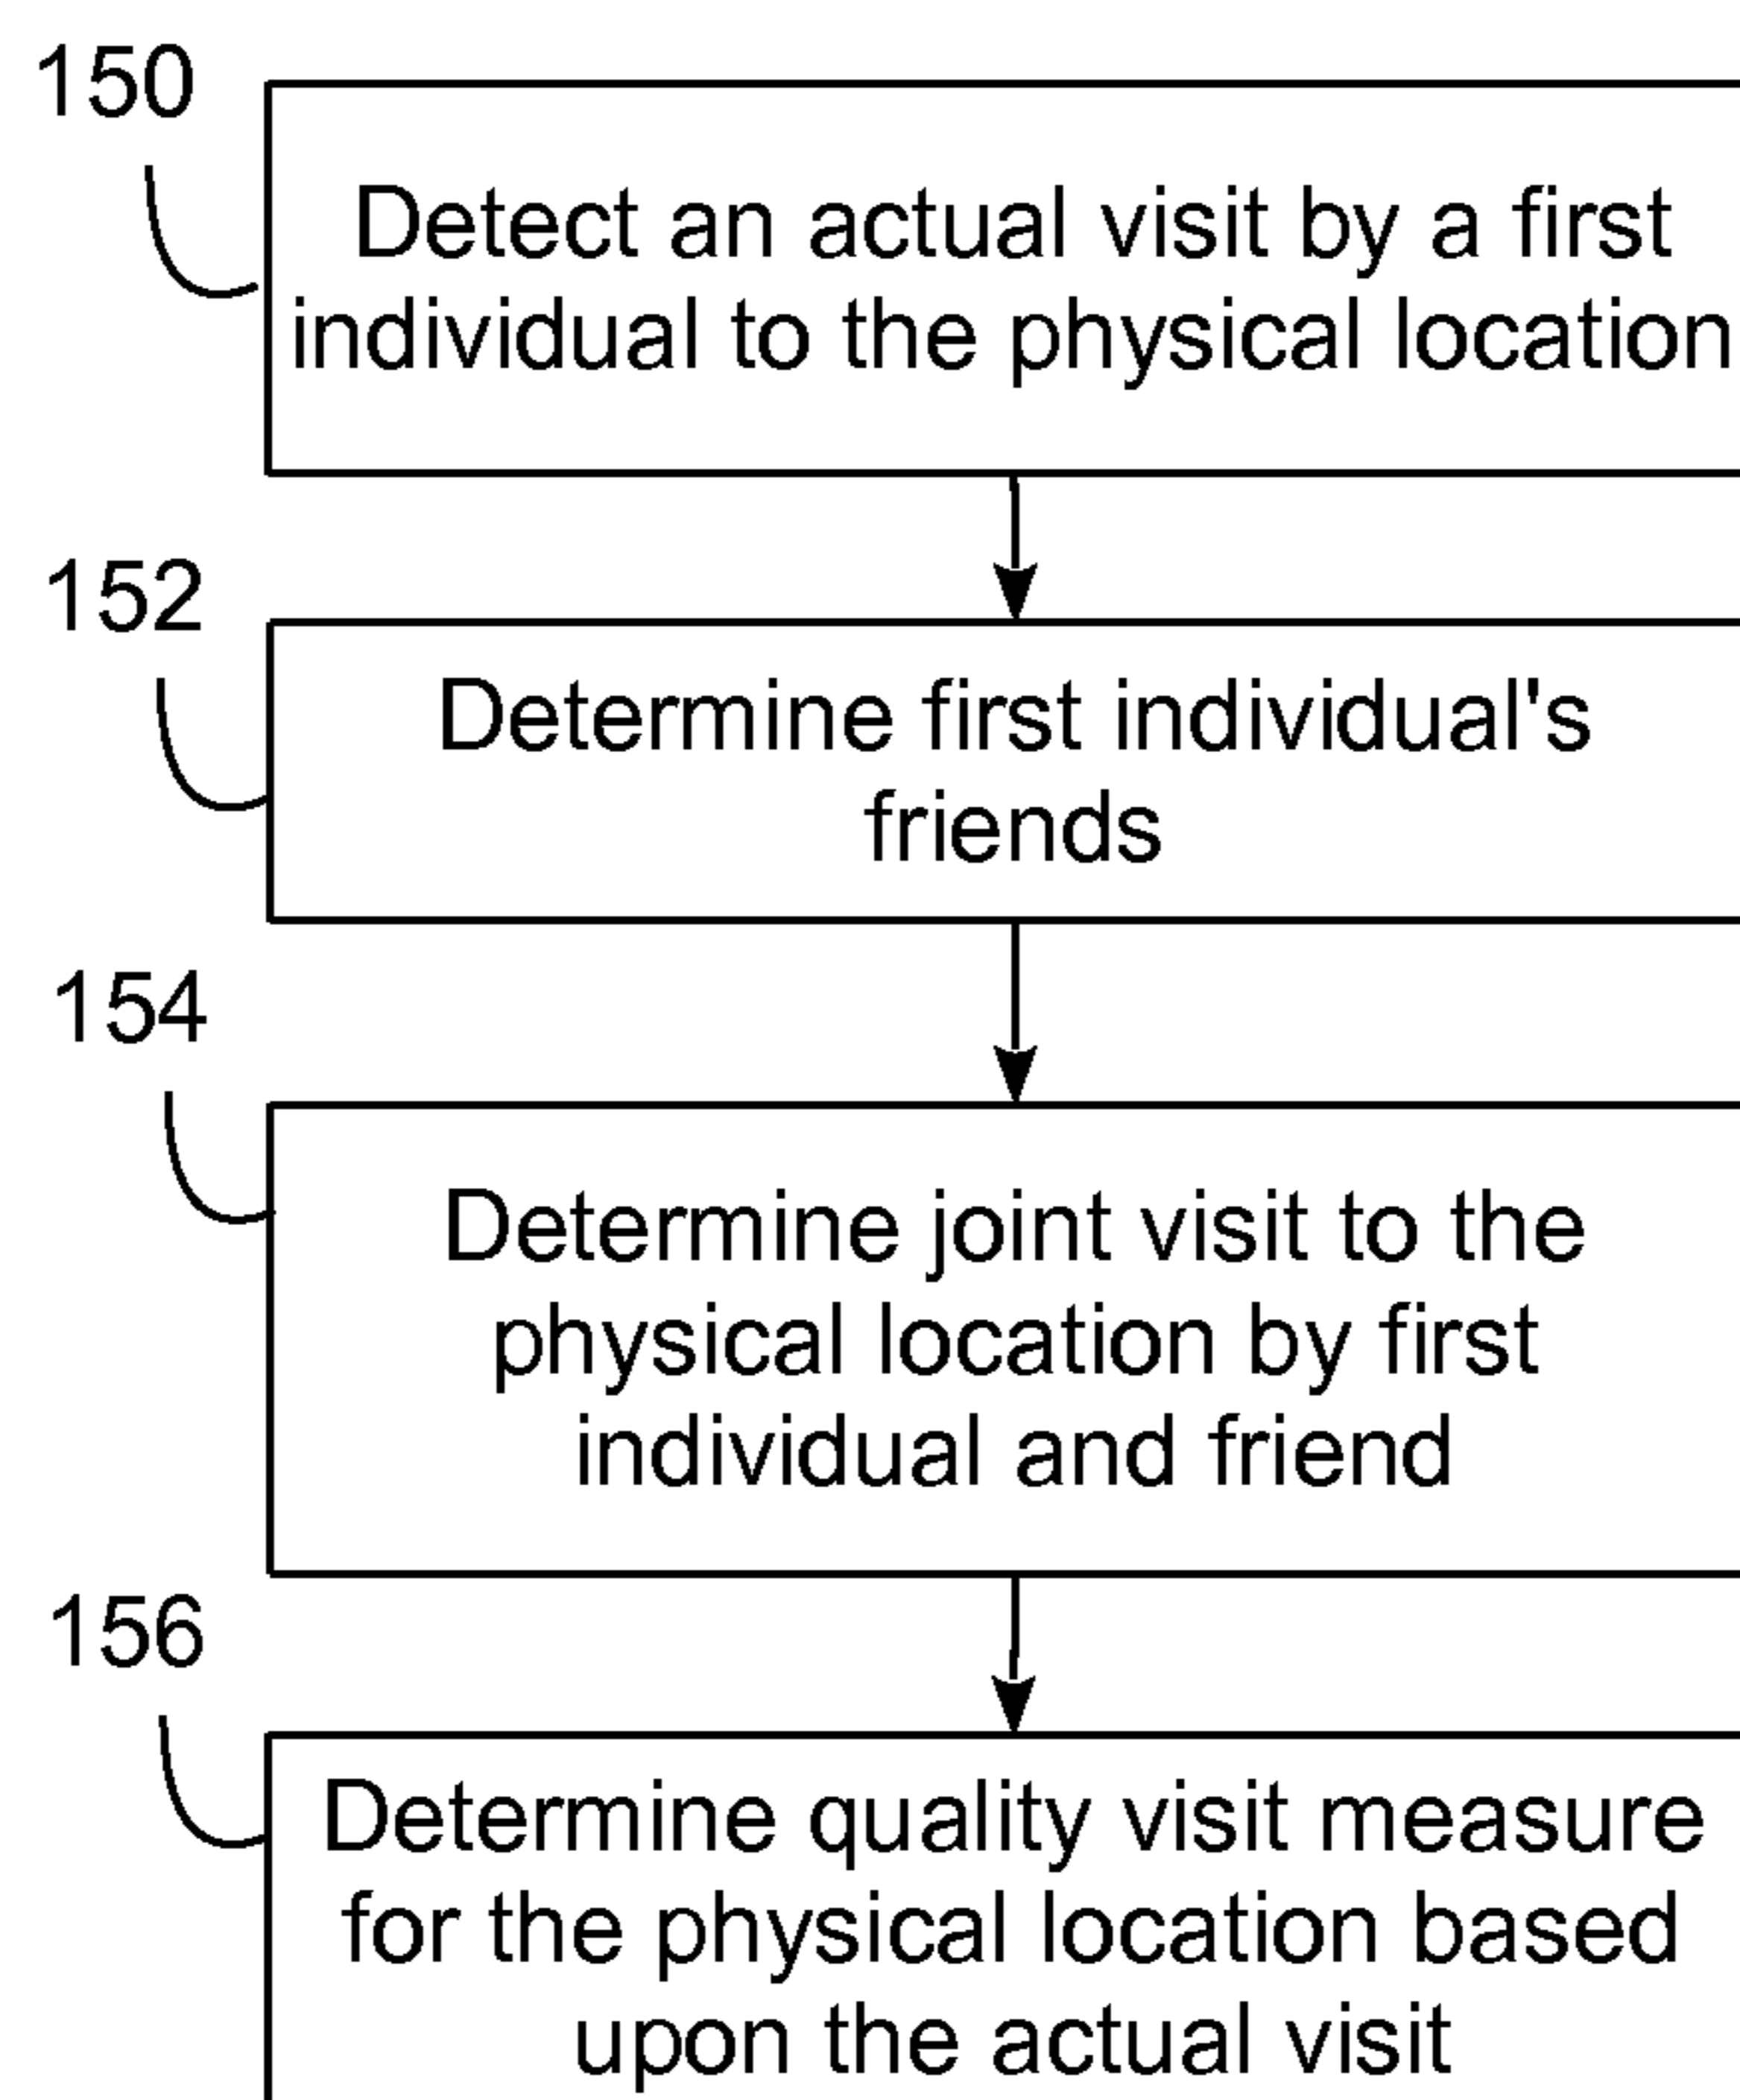 150
Detect an actual visit by a first
individual to the physical location
152
Determine first individual's
friends
154
Determine joint visit to the
physical location by first
individual and friend
156
Determine quality visit measure
for the physical location based
upon the actual visit